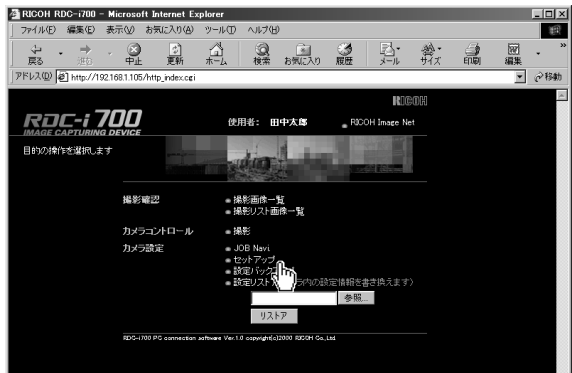 RICOH RDC-i700 - Microsoft Internet Explorer
ファイル(F) 編集(E) 表示(V) お気に入り(A) ツール(T) ヘルプ(H)
戻る 進む 中止 更新 ホーム 検索 お気に入り 履歴 メール サイズ 印刷 編集 »
アドレス(D) http://192.168.1.105/http_index.cgi 移動
RICOH
RDC-i 700
IMAGE CAPTURING DEVICE
使用者: 田中太郎 RICOH Image Net
目的の操作を選択します
撮影確認 撮影画像一覧
撮影リスト画像一覧
カメラコントロール 撮影
カメラ設定 JOB Navi
セットアップ
設定バック
設定リスト ラ内の設定情報を書き換えます)
参照...
リストア
RDC-i700 PC connection software Ver.1.0 copyright(c)2000 RICOH Co.,Ltd.